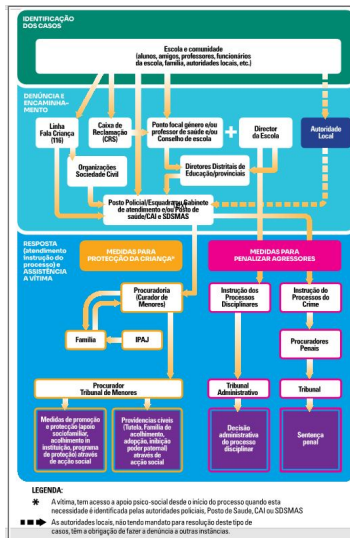 IDENTIFICAÇÃO
DOS CASOS
Escola e comunidade
(alunos, amigos, professores, funcionários
da escola, família, autoridades locais, etc.)
DENÚNCIA E
ENCAMINHA-
MENTO
Linha
Fala Criança
(116)
Caixa de
Reclamação
(CRS)
Ponto focal género e/ou
professor de saúde e/ou
Conselho de escola
+
Director
da Escola
Autoridade
Local
Organizações
Sociedade Civil
Diretores Distritais de
Educação/provinciais
Posto Policial/Esquadra e/ou Gabinete
de atendimento e/ou Posto de
saúde/CAI e SDSMAS
RESPOSTA
(atendimento
instrução do
processo) e
ASSISTÊNCIA
A VÍTIMA
MEDIDAS PARA
PROTECÇÃO DA CRIANÇA*
MEDIDAS PARA
PENALIZAR AGRESSORES
Procuradoria
(Curador de
Menores)
Instrução dos
Processos
Disciplinares
Instrução de
Processos do
Crime
Família
IPAJ
Procuradores
Penais
Procurador
Tribunal de Menores
Tribunal
Administrativo
Tribunal
Medidas de promoção
e protecção (apoio
sociofamiliar,
acolhimento em
instituição, programa
de proteção) através
de acção social
Providencias cíveis
(Tutela, Família de
acolhimento,
adopção, inibição
poder paternal)
através de
acção social
Decisão
administrativa do
processo
disciplinar
Sentença
penal
LEGENDA:
* A vítima, tem acesso a apoio psico-social desde o início do processo quando esta
necessidade é identificada pelas autoridades policiais, Posto de Saude, CAI ou SDSMAS
As autoridades locais, não tendo mandato para resolução deste tipo de
casos, têm a obrigação de fazer a denúncia a outras instâncias.